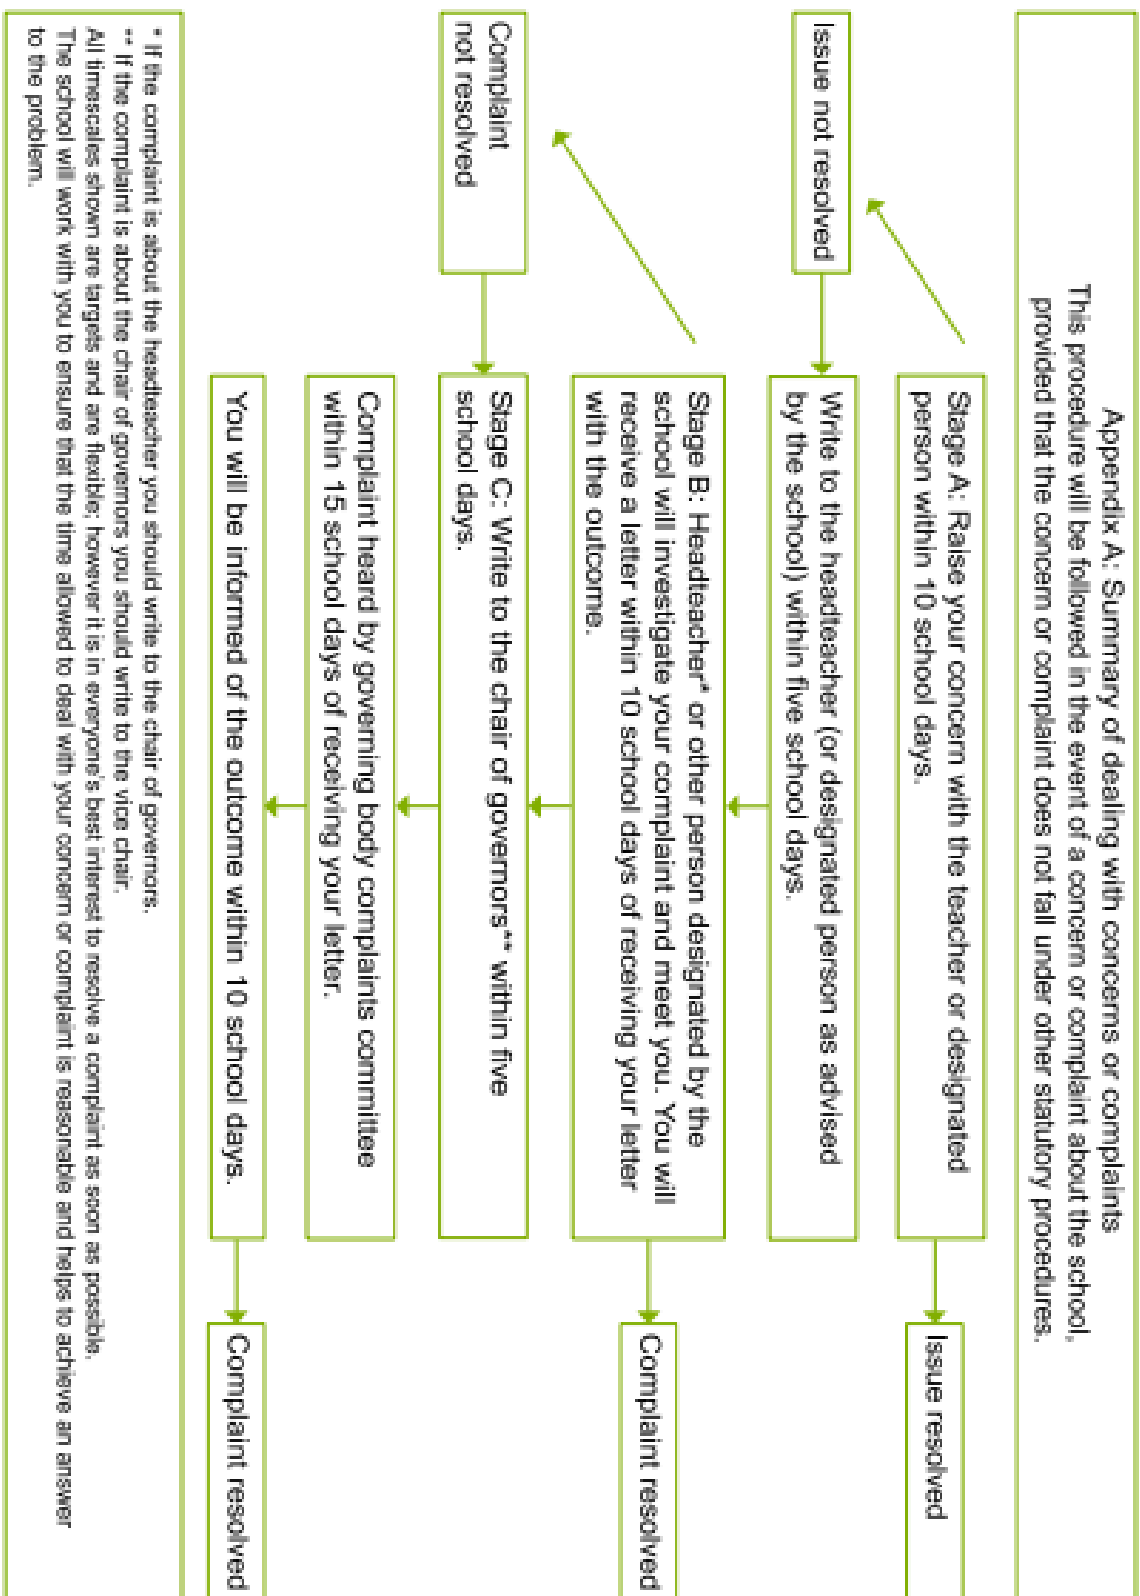 Appendix A: Summary of dealing with concerns or complaints
This procedure will be followed in the event of a concern or complaint about the school,
provided that the concern or complaint does not fall under other statutory procedures.
Stage A: Raise your concern with the teacher or designated
person within 10 school days.
Issue resolved
Issue not resolved
Write to the headteacher (or designated person as advised
by the school) within five school days.
Stage B: Headteacher* or other person designated by the
school will investigate your complaint and meet you. You will
receive a letter within 10 school days of receiving your letter
with the outcome.
Complaint resolved
Complaint
not resolved
Stage C: Write to the chair of governors** within five
school days.
Complaint heard by governing body complaints committee
within 15 school days of receiving your letter.
You will be informed of the outcome within 10 school days.
Complaint resolved
* If the complaint is about the headteacher you should write to the chair of governors.
** If the complaint is about the chair of governors you should write to the vice chair.
All timescales shown are targets and are flexible; however it is in everyone's best interest to resolve a complaint as soon as possible.
The school will work with you to ensure that the time allowed to deal with your concern or complaint is reasonable and helps to achieve an answer
to the problem.